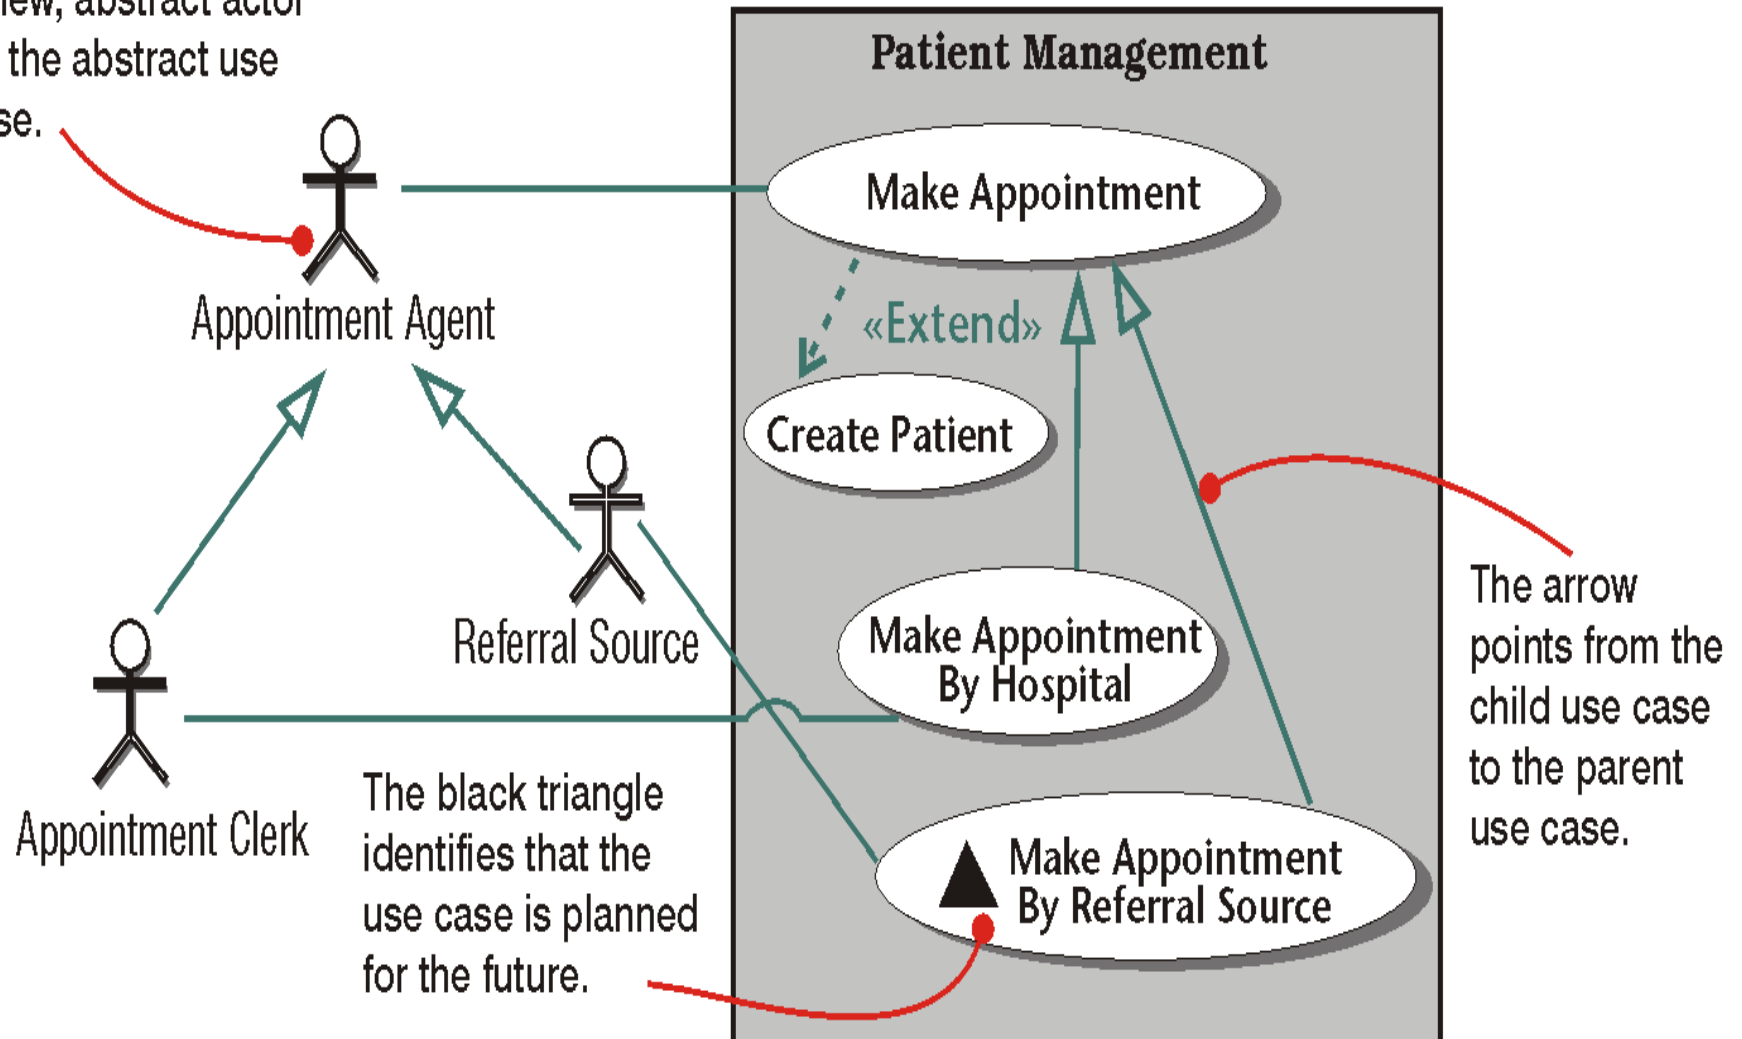 abstract actor
the abstract use
Patient Management
Make Appointment
Appointment Agent
«Extend»
Create Patient
Referral Source
Make Appointment
By Hospital
The arrow
points from the
child use case
to the parent
use case.
Appointment Clerk
The black triangle
identifies that the
use case is planned
for the future.
Make Appointment
By Referral Source